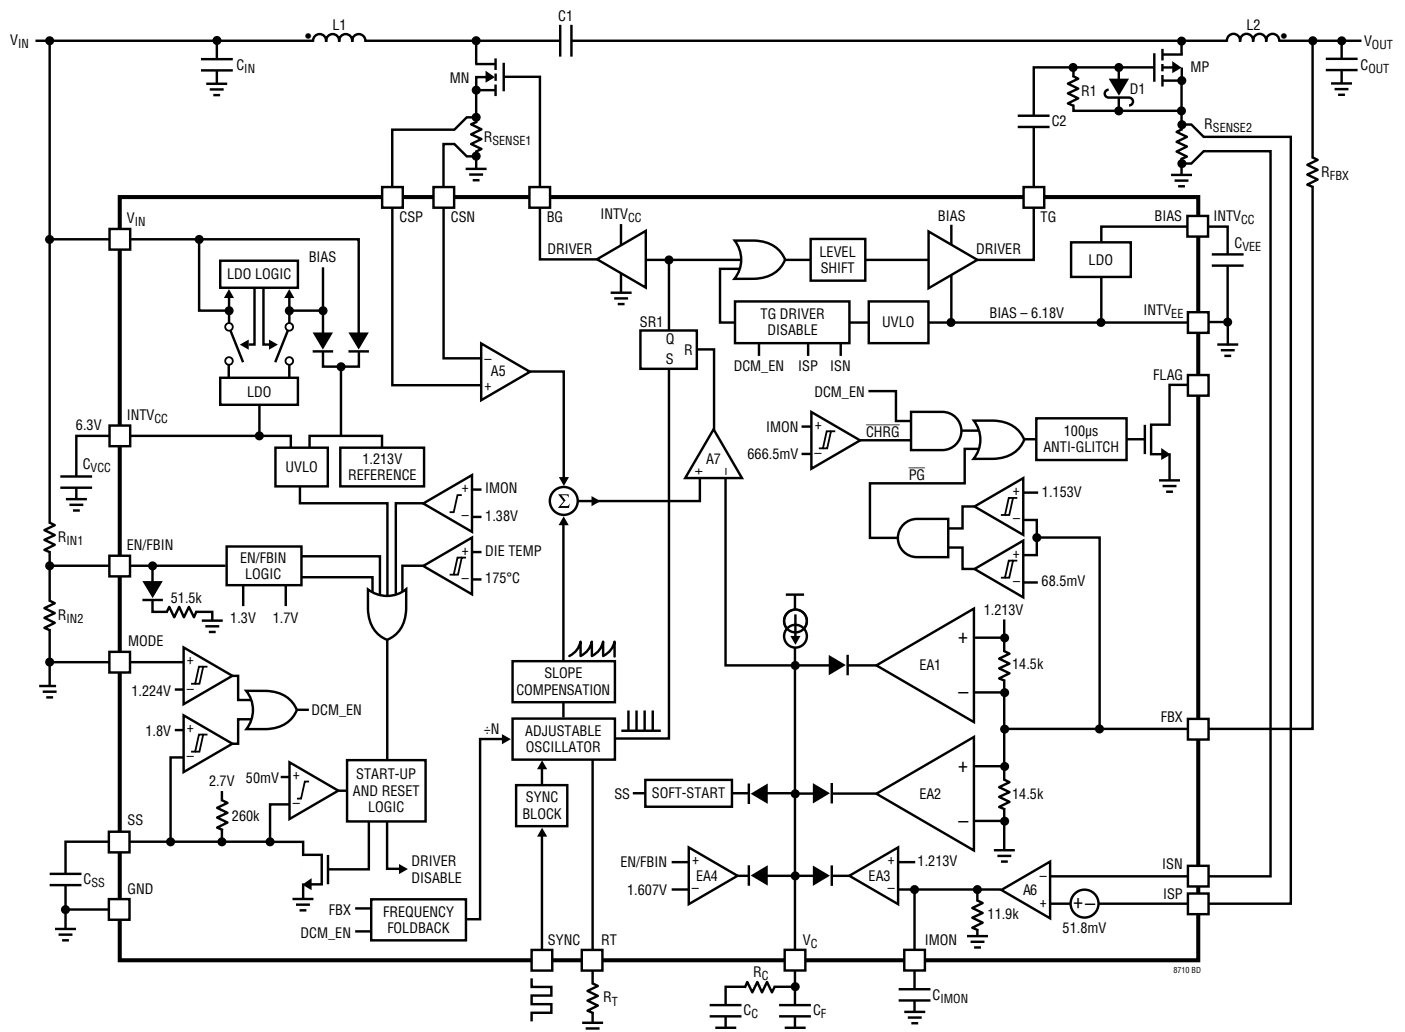 L1
C1
L2
VIN
VOUT
CIN
MN
RSENSE1
MP
COUT
R1
D1
C2
RSENSE2
RFBX
VIN
CSP
CSN
BG
TG
BIAS
INTVCC
INTVCC
BIAS
DRIVER
DRIVER
LEVEL
SHIFT
LDO
CVEE
LDO LOGIC
BIAS
TG DRIVER
DISABLE
UVLO
BIAS – 6.18V
INTVEE
SR1
Q
S
R
DCM_EN
ISP
ISN
LDO
A5
–
+
FLAG
DCM_EN
INTVCC
6.3V
IMON
+
666.5mV
–
CHRG
100µs
ANTI-GLITCH
CVCC
UVLO
1.213V
REFERENCE
A7
+
–
PG
+
IMON
–
1.38V
Σ
+
1.153V
–
RIN1
EN/FBIN
EN/FBIN
LOGIC
+
DIE TEMP
–
175°C
+
–
68.5mV
51.5k
1.3V
1.7V
RIN2
MODE
+
1.224V
–
DCM_EN
1.8V
+
–
SLOPE
COMPENSATION
1.213V
+
EA1
14.5k
–
FBX
÷N
ADJUSTABLE
OSCILLATOR
50mV
+
–
START-UP
AND RESET
LOGIC
2.7V
260k
SYNC
BLOCK
SS
SOFT-START
+
EA2
14.5k
–
SS
CSS
GND
DRIVER
DISABLE
EN/FBIN
+
EA4
1.607V
–
+
1.213V
EA3
–
–
A6
+
ISN
ISP
11.9k
+
–
51.8mV
FBX
DCM_EN
FREQUENCY
FOLDBACK
SYNC
RT
VC
IMON
8710 BD
RT
RC
CC
CF
CIMON